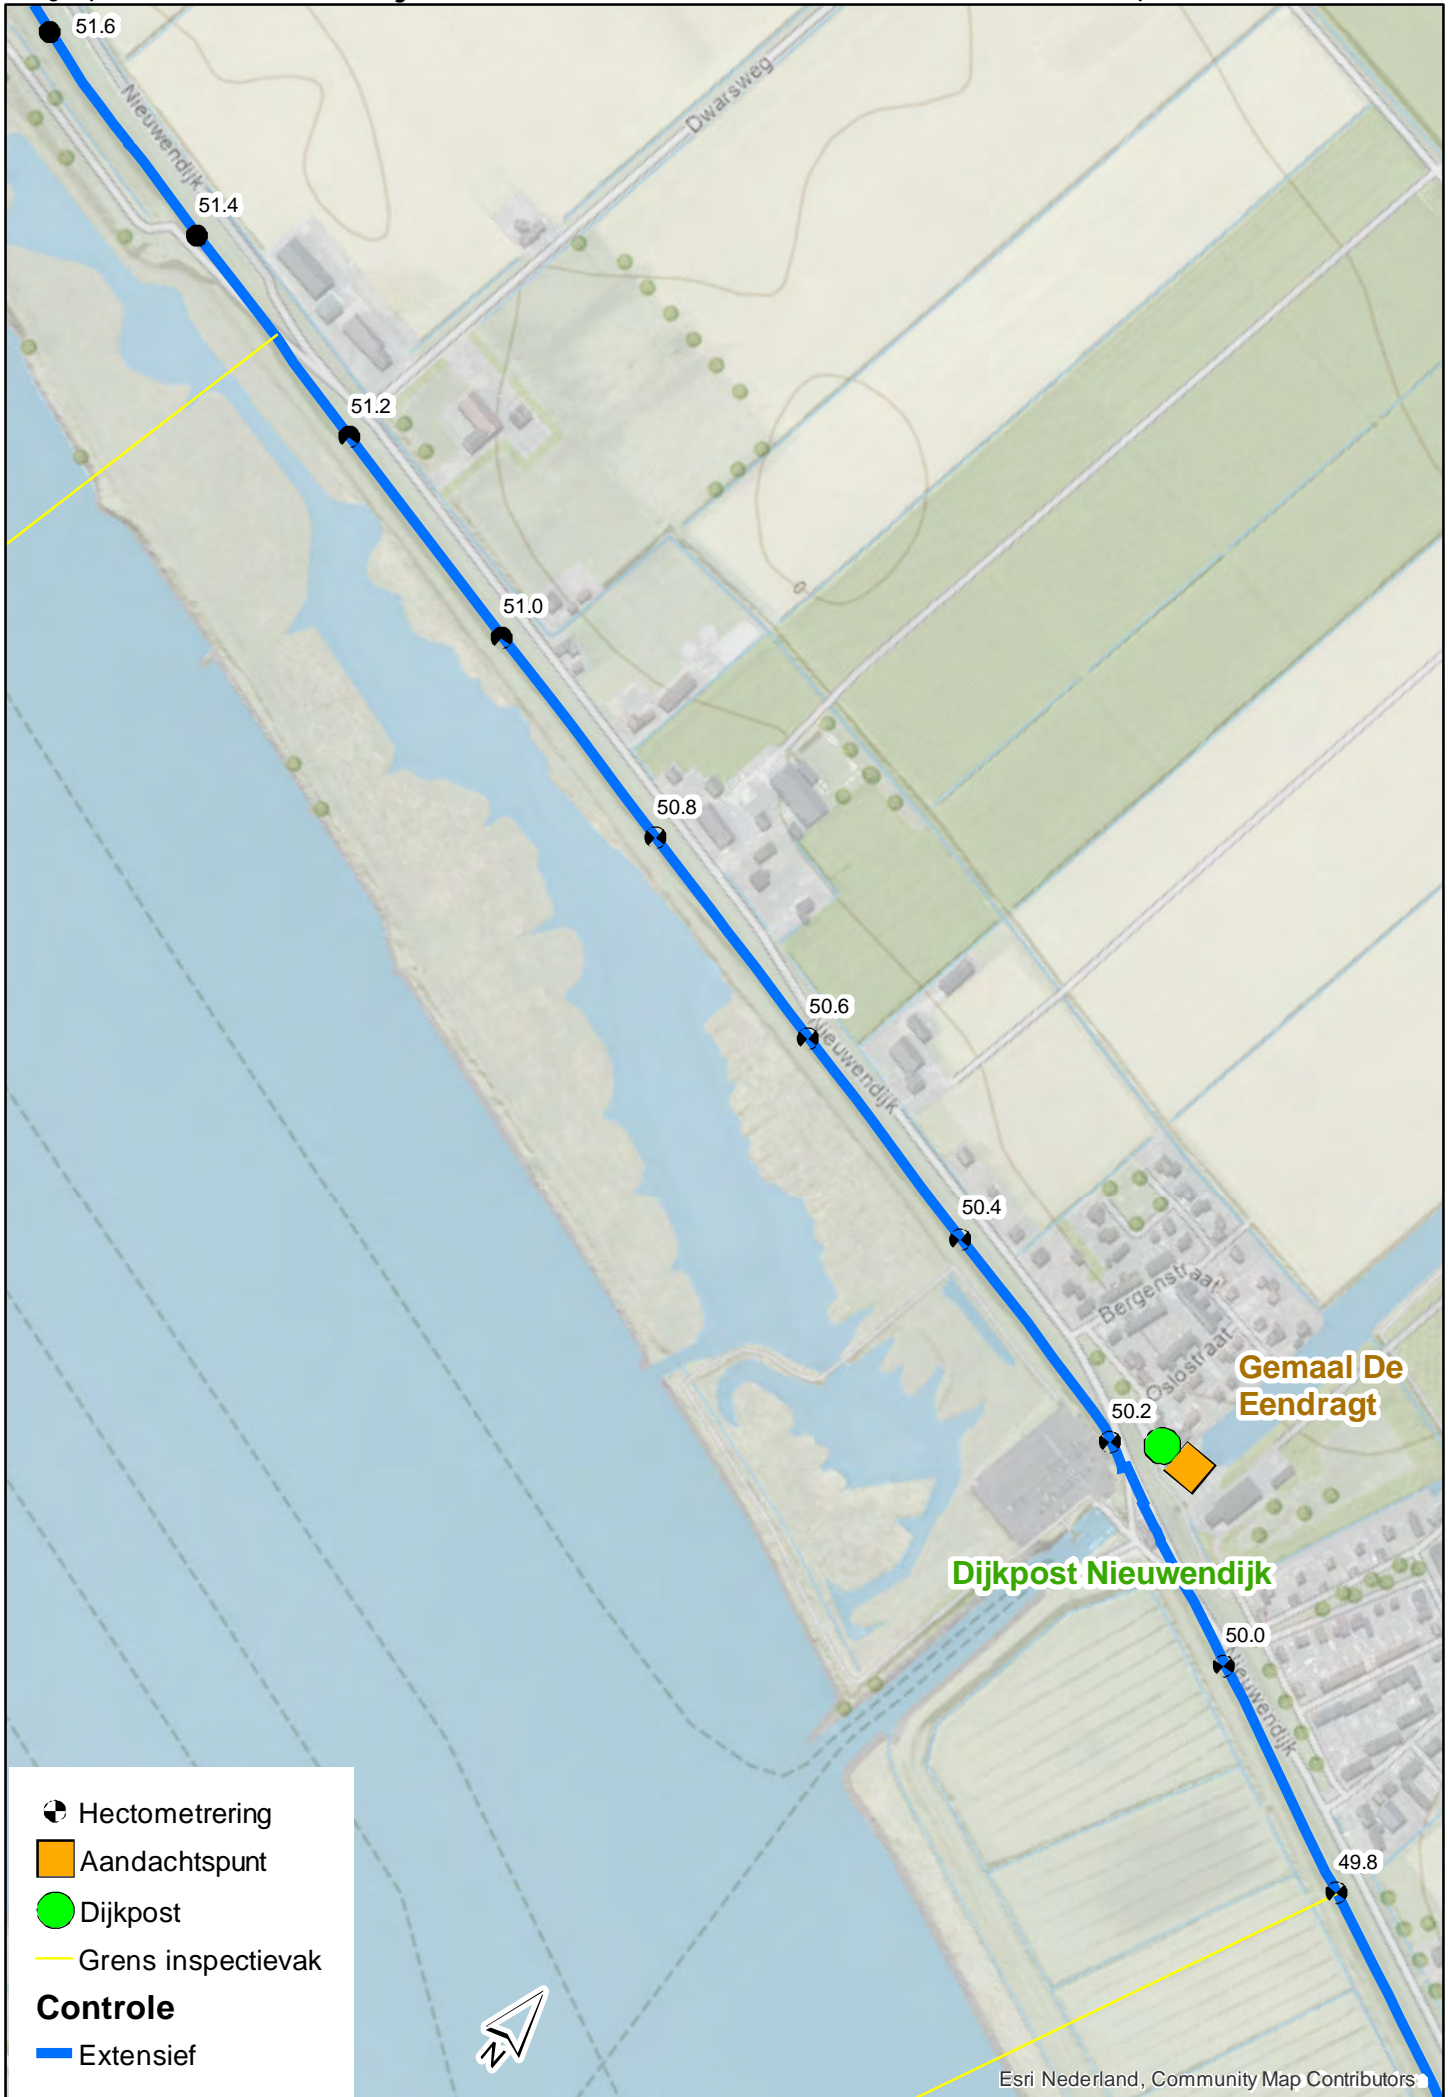 51.6
Nieuwendijk
Dwarsweg
51.4
51.2
51.0
50.8
50.6
Nieuwendijk
50.4
Bergenstraat
Oslostraat
Gemaal De
Eendragt
50.2
Dijkpost Nieuwendijk
50.0
49.8
Hectometrering
Aandachtspunt
Dijkpost
Grens inspectievak
Controle
Extensief
N
Esri Nederland, Community Map Contributors